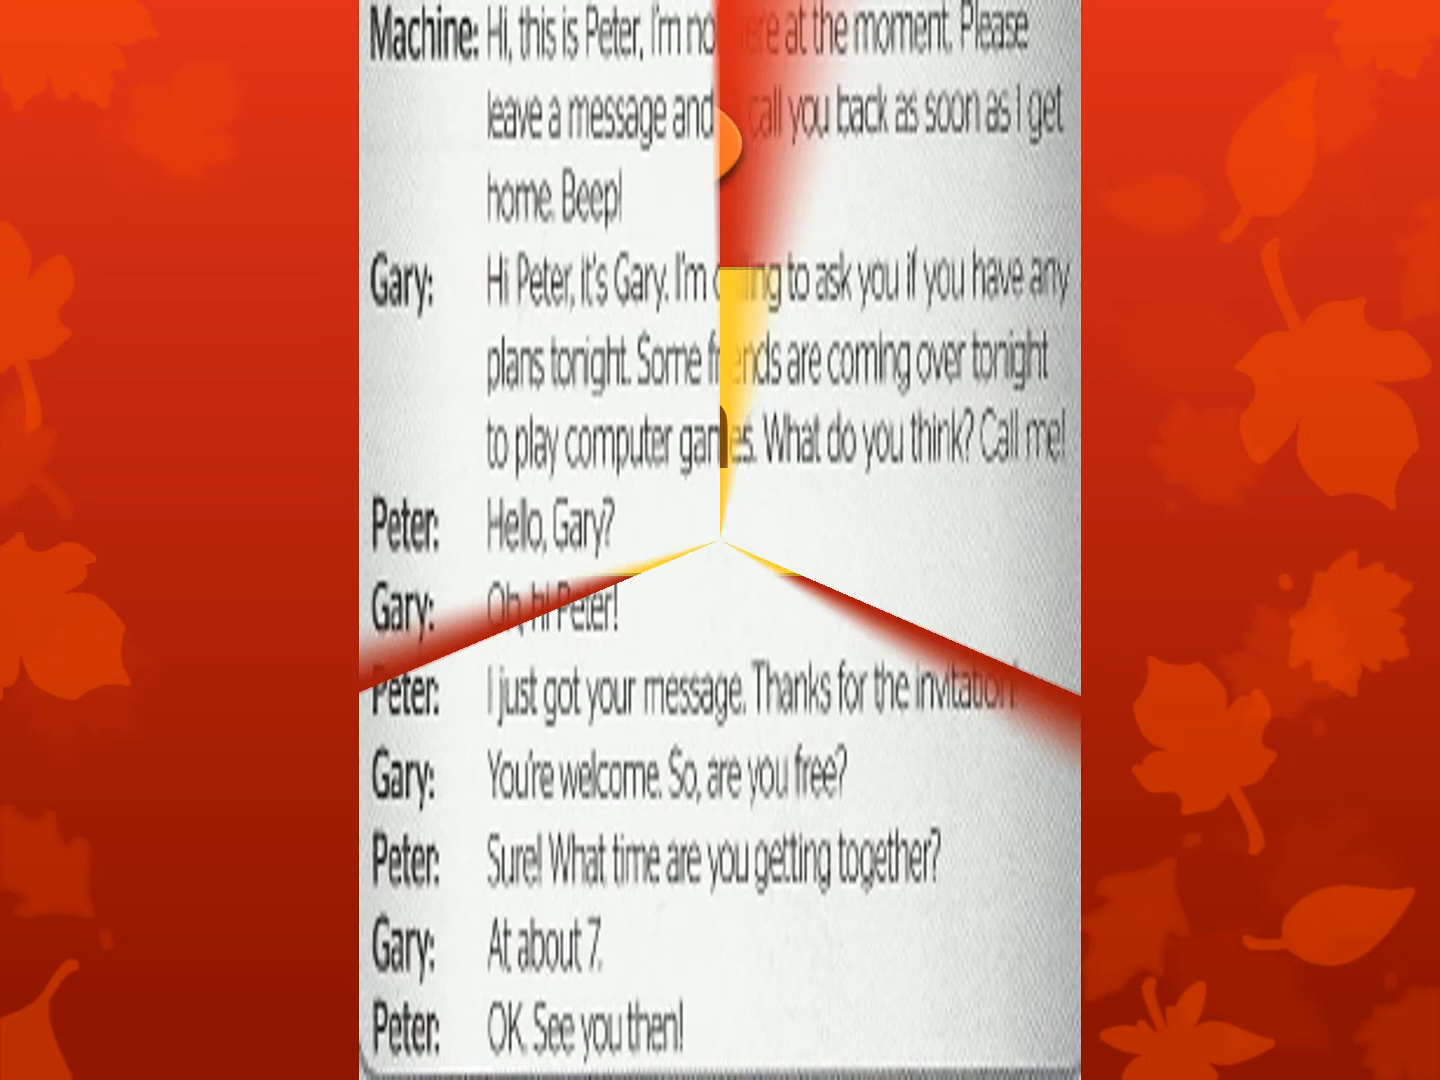 Machine: Hi, this is Peter, I'm no ere at the moment. Please
leave a message and call you back as soon as I get
home. Beep!
Gary: Hi Peter, it's Gary. I'm c ing to ask you if you have any
plans tonight. Some friends are coming over tonight
to play computer games. What do you think? Call me!
Peter: Hello, Gary?
Gary: Oh, hi Peter!
Peter: I just got your message. Thanks for the invitation!
Gary: You're welcome. So, are you free?
Peter: Sure! What time are you getting together?
Gary: At about 7.
Peter: OK. See you then!